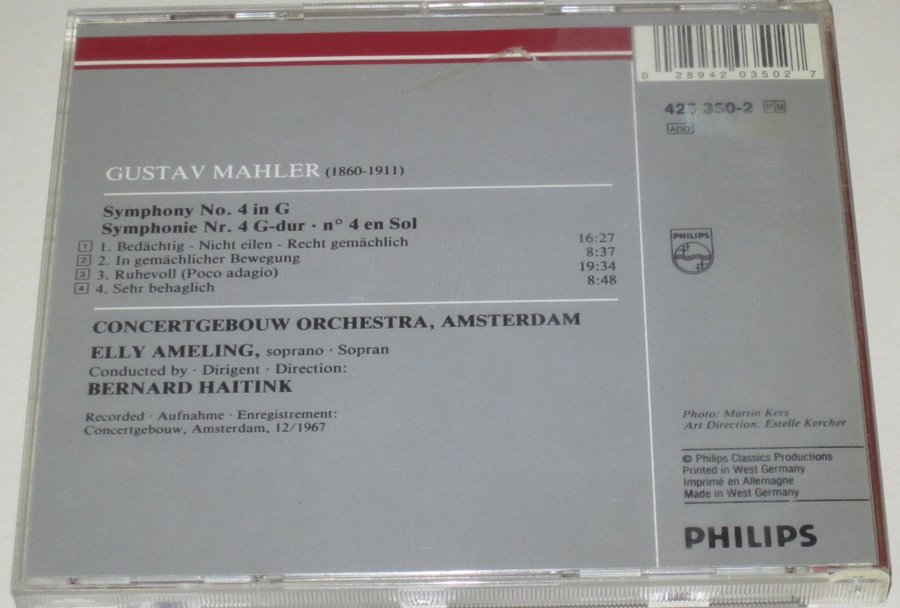 0 28942 03502 7
350-2 PM
ADD
GUSTAV MAHLER (1860-1911)
Symphony No. 4 in G
Symphonie Nr. 4 G-dur · n° 4 en Sol
1 1. Bedächtig - Nicht eilen - Recht gemächlich 16:27
2 2. In gemächlicher Bewegung 8:37
3 3. Ruhevoll (Poco adagio) 19:34
4 4. Sehr behaglich 8:48
PHILIPS
CONCERTGEBOUW ORCHESTRA, AMSTERDAM
ELLY AMELING, soprano · Sopran
Conducted by · Dirigent · Direction:
BERNARD HAITINK
Recorded · Aufnahme · Enregistrement:
Concertgebouw, Amsterdam, 12/1967
Photo: Martin Kers
Art Direction: Estelle Kercher
© Philips Classics Productions
Printed in West Germany
Imprimé en Allemagne
Made in West Germany
PHILIPS